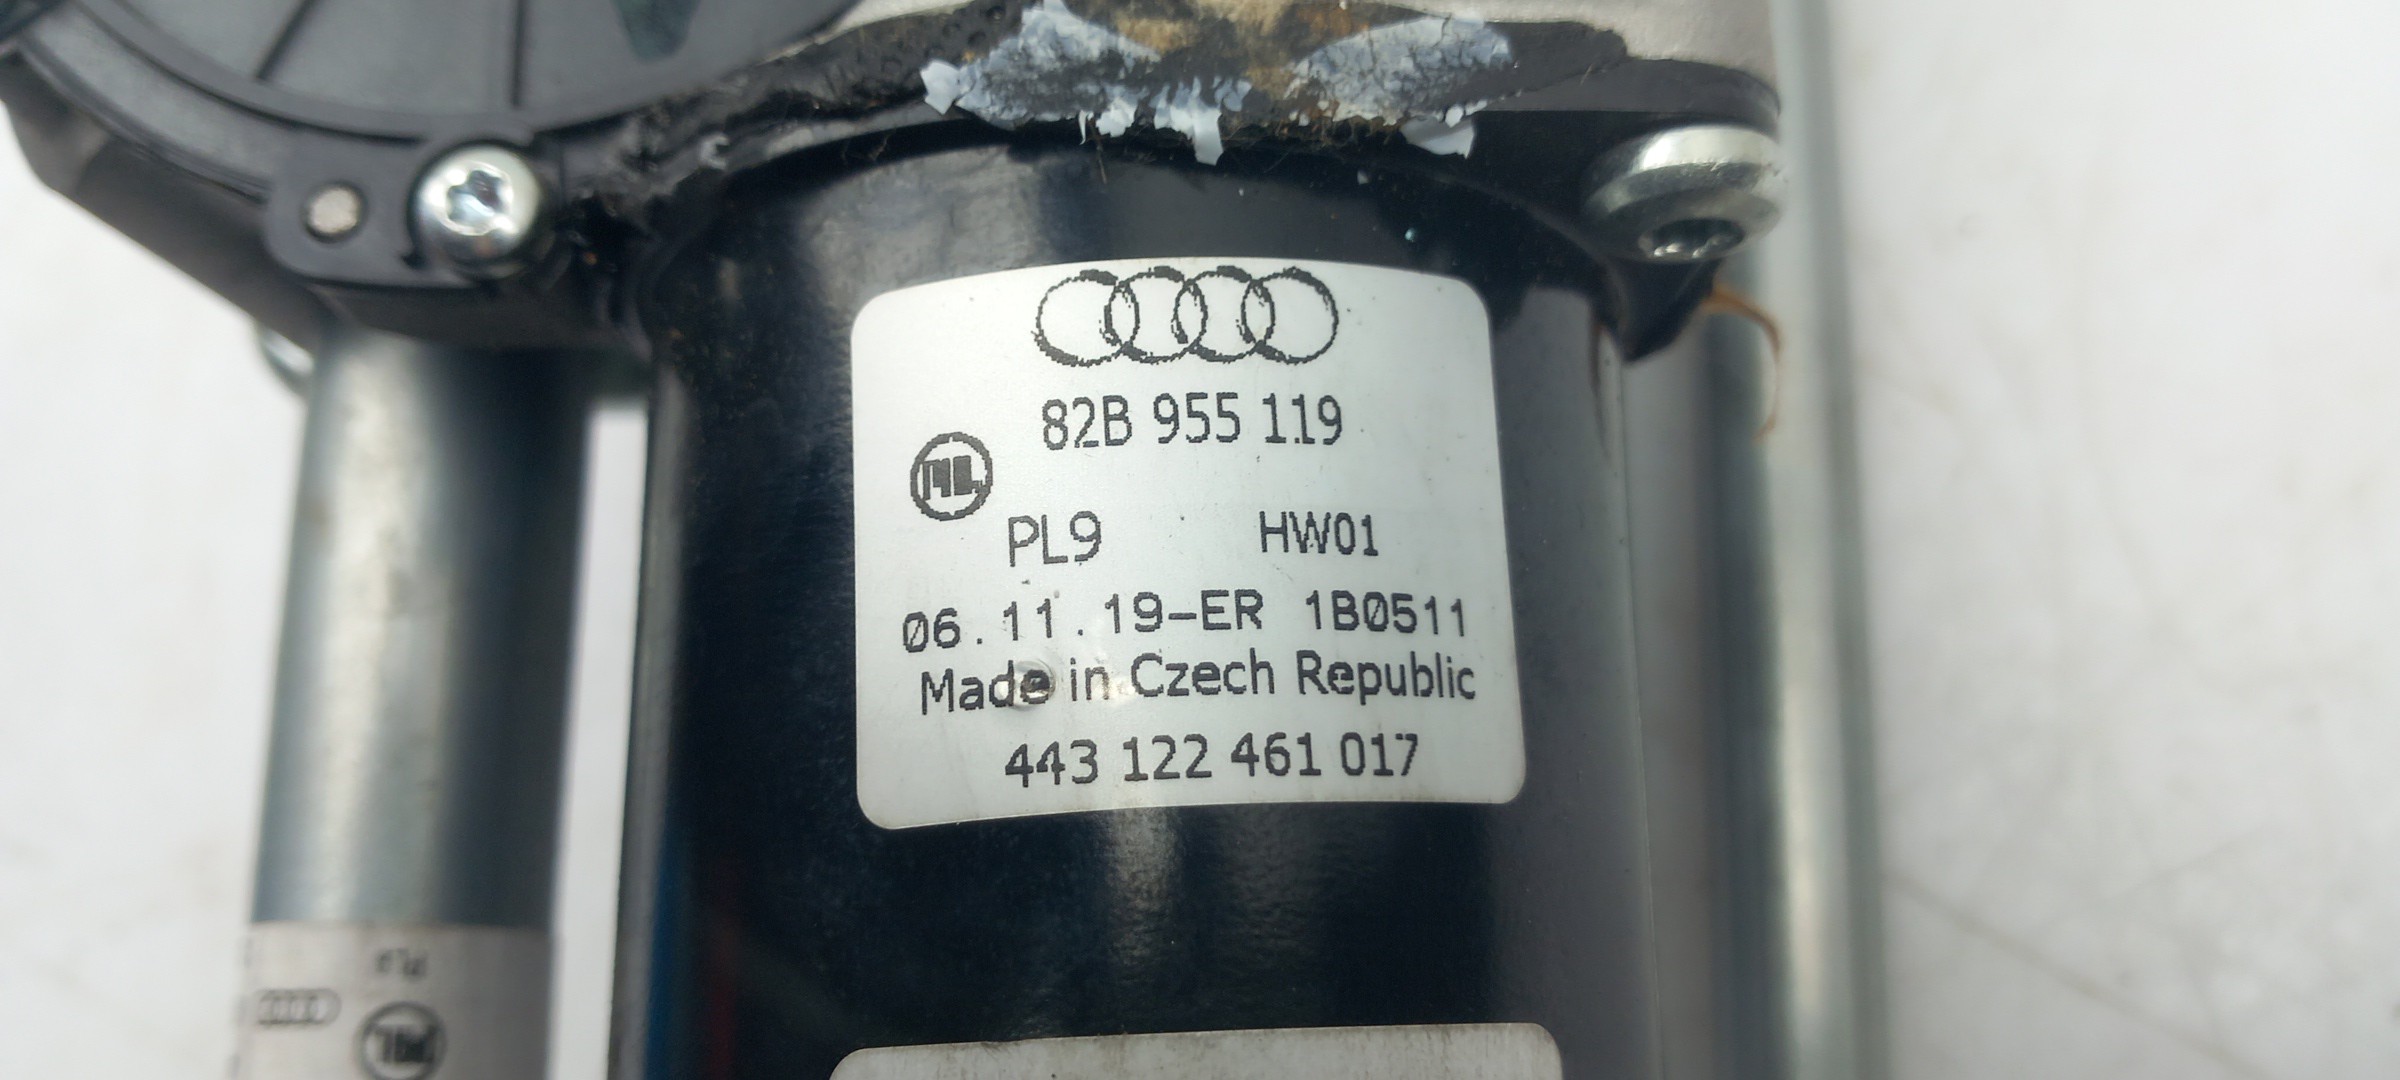 82B 955 119
PL9 HW01
06.11.19-ER 1B0511
Made in Czech Republic
443 122 461 017